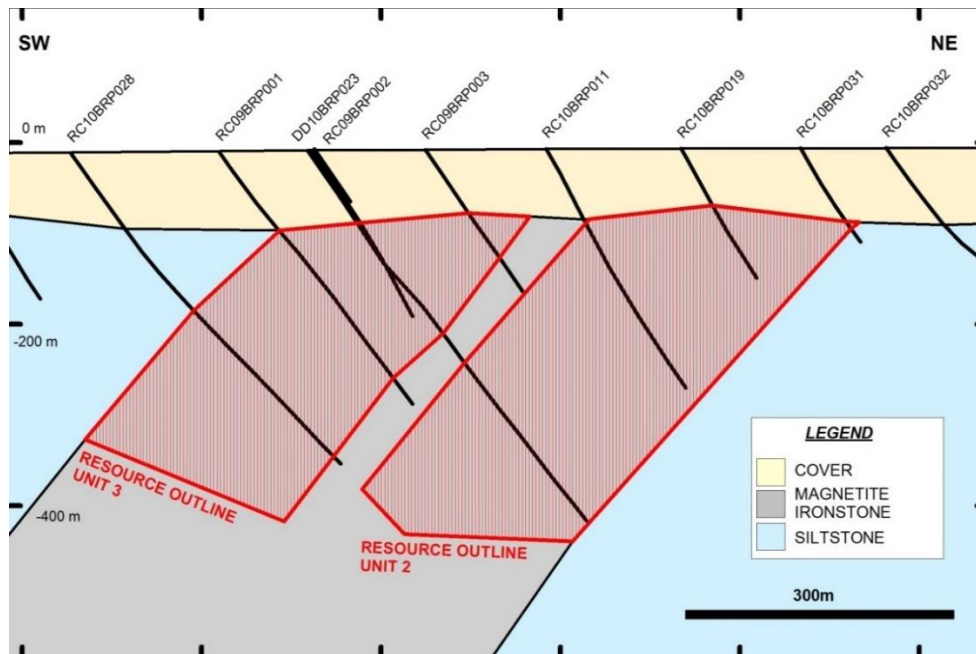 SW
NE
RC10BRP028
RC09BRP001
DD10BRP023
RC09BRP002
RC09BRP003
RC10BRP011
RC10BRP019
RC10BRP031
RC10BRP032
0 m
-200 m
-400 m
RESOURCE OUTLINE
UNIT 3
RESOURCE OUTLINE
UNIT 2
LEGEND
COVER
MAGNETITE
IRONSTONE
SILTSTONE
300m